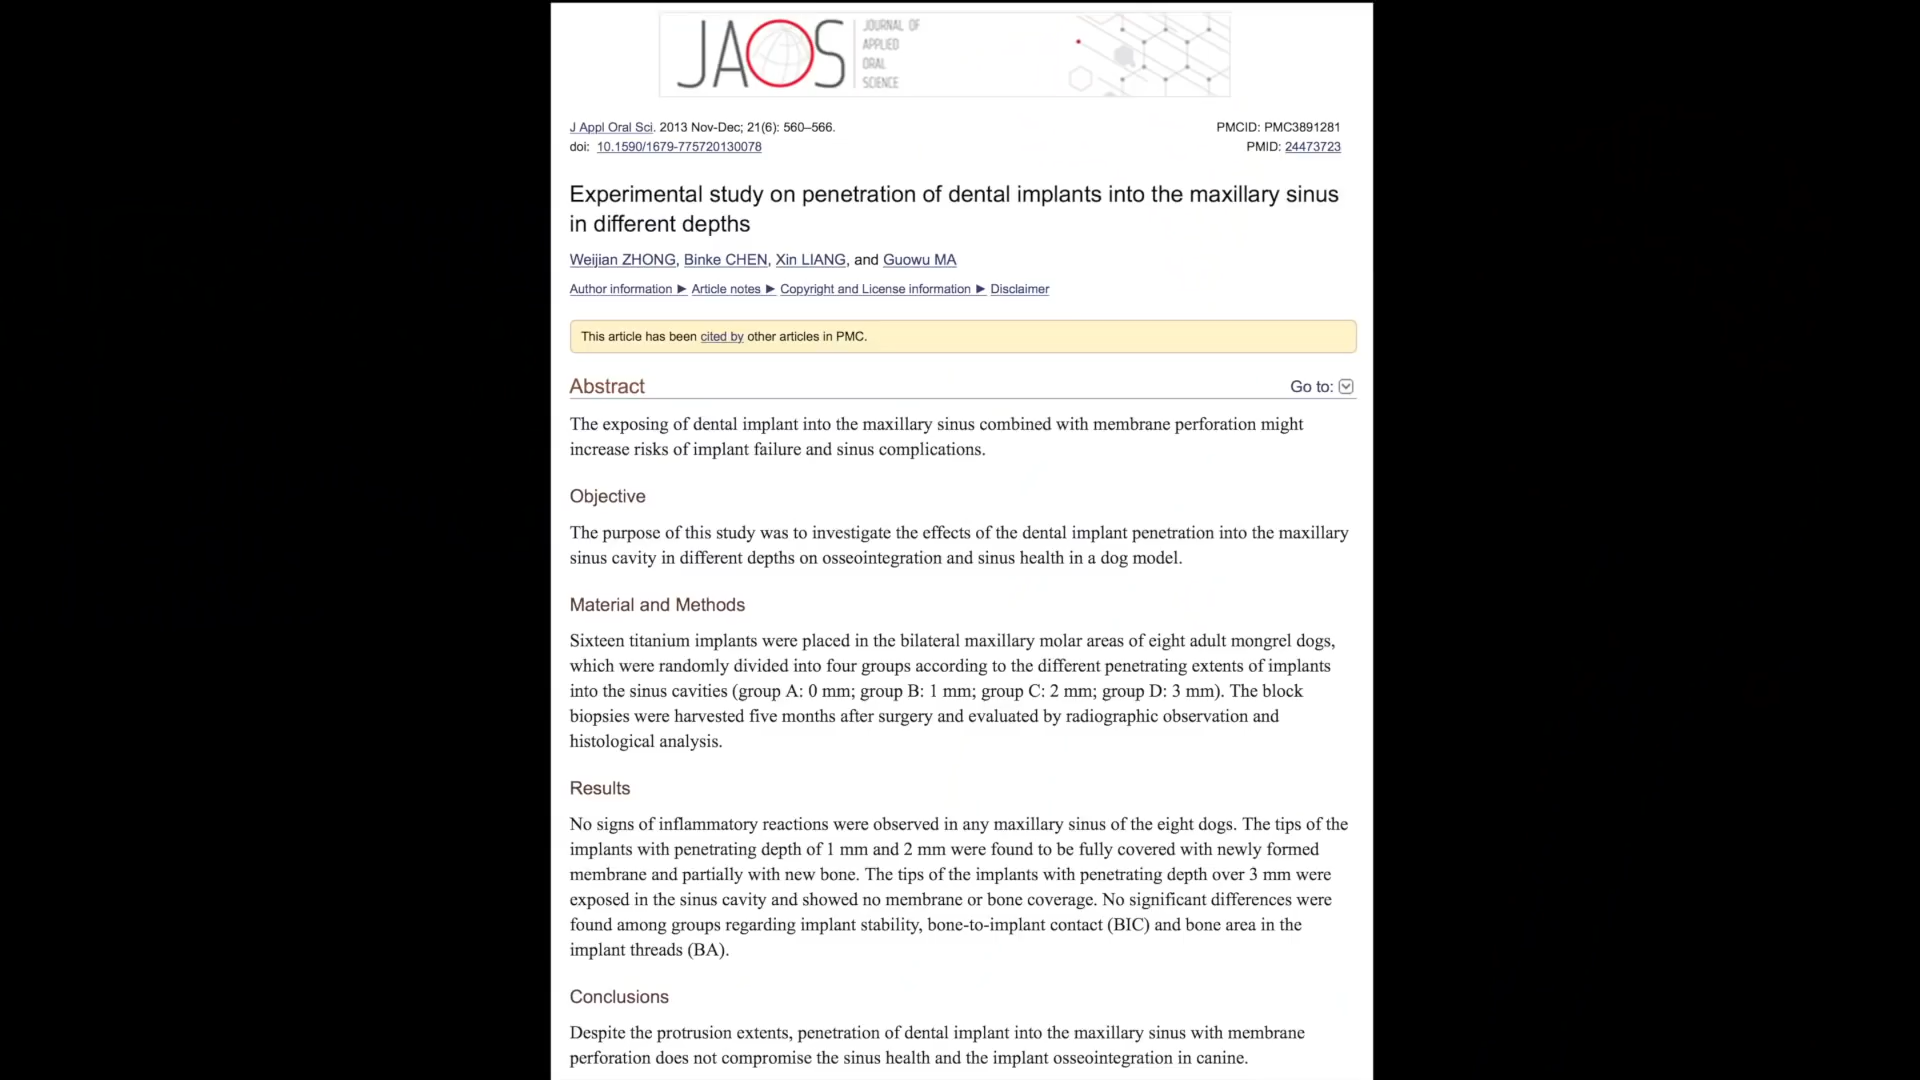 JAOS
JOURNAL OF
APPLIED
ORAL
SCIENCE
J Appl Oral Sci. 2013 Nov-Dec; 21(6): 560–566.
PMCID: PMC3891281
doi: 10.1590/1679-775720130078
PMID: 24473723
Experimental study on penetration of dental implants into the maxillary sinus
in different depths
Weijian ZHONG, Binke CHEN, Xin LIANG, and Guowu MA
Author information ► Article notes ► Copyright and License information ► Disclaimer
This article has been cited by other articles in PMC.
Abstract
Go to:
The exposing of dental implant into the maxillary sinus combined with membrane perforation might
increase risks of implant failure and sinus complications.
Objective
The purpose of this study was to investigate the effects of the dental implant penetration into the maxillary
sinus cavity in different depths on osseointegration and sinus health in a dog model.
Material and Methods
Sixteen titanium implants were placed in the bilateral maxillary molar areas of eight adult mongrel dogs,
which were randomly divided into four groups according to the different penetrating extents of implants
into the sinus cavities (group A: 0 mm; group B: 1 mm; group C: 2 mm; group D: 3 mm). The block
biopsies were harvested five months after surgery and evaluated by radiographic observation and
histological analysis.
Results
No signs of inflammatory reactions were observed in any maxillary sinus of the eight dogs. The tips of the
implants with penetrating depth of 1 mm and 2 mm were found to be fully covered with newly formed
membrane and partially with new bone. The tips of the implants with penetrating depth over 3 mm were
exposed in the sinus cavity and showed no membrane or bone coverage. No significant differences were
found among groups regarding implant stability, bone-to-implant contact (BIC) and bone area in the
implant threads (BA).
Conclusions
Despite the protrusion extents, penetration of dental implant into the maxillary sinus with membrane
perforation does not compromise the sinus health and the implant osseointegration in canine.